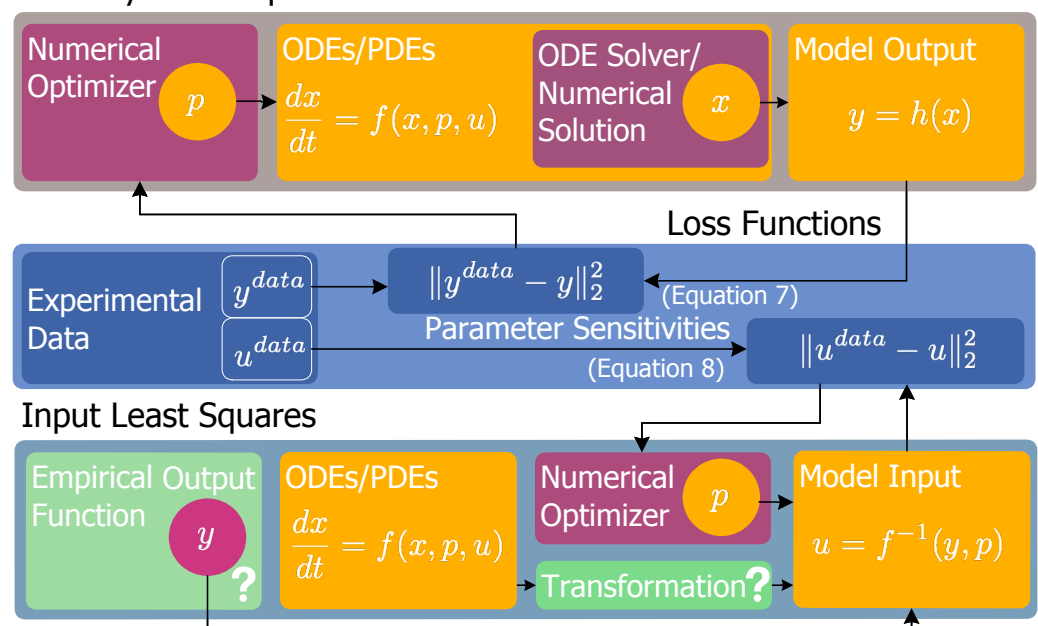 Numerical
Optimizer
p
ODEs/PDEs
dx/dt = f(x, p, u)
ODE Solver/
Numerical
Solution
x
Model Output
y = h(x)
Loss Functions
Experimental
Data
y^data
u^data
‖y^data − y‖₂²
(Equation 7)
Parameter Sensitivities
(Equation 8)
‖u^data − u‖₂²
Input Least Squares
Empirical Output
Function
y
?
ODEs/PDEs
dx/dt = f(x, p, u)
Numerical
Optimizer
p
Transformation?
Model Input
u = f⁻¹(y, p)